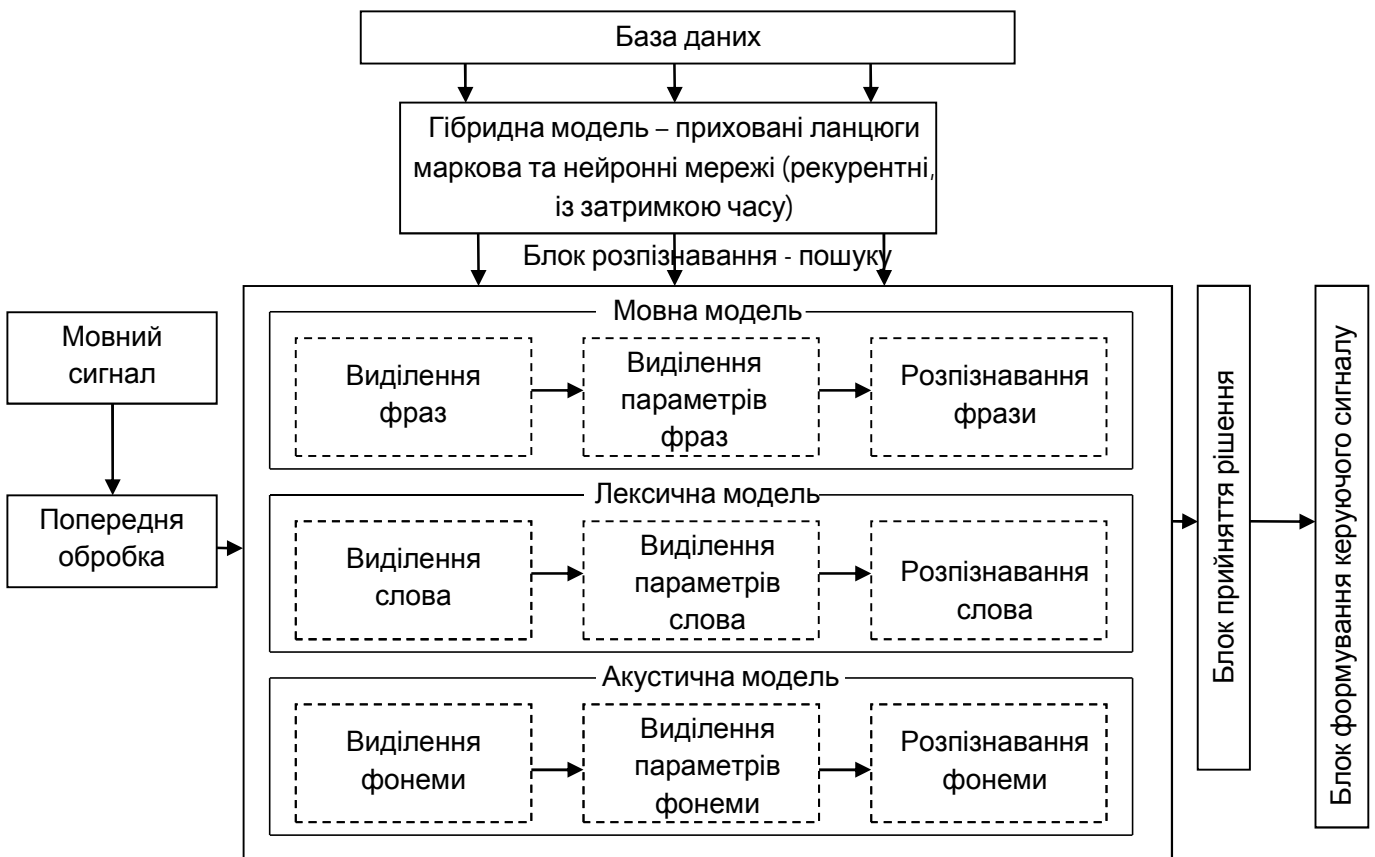 База даних
Гібридна модель – приховані ланцюги
маркова та нейронні мережі (рекурентні,
із затримкою часу)
Блок розпізнавання - пошуку
Мовний
сигнал
Попередня
обробка
Мовна модель
Виділення
фраз
Виділення
параметрів
фраз
Розпізнавання
фрази
Лексична модель
Виділення
слова
Виділення
параметрів
слова
Розпізнавання
слова
Акустична модель
Виділення
фонеми
Виділення
параметрів
фонеми
Розпізнавання
фонеми
Блок прийняття рішення
Блок формування керуючого сигналу